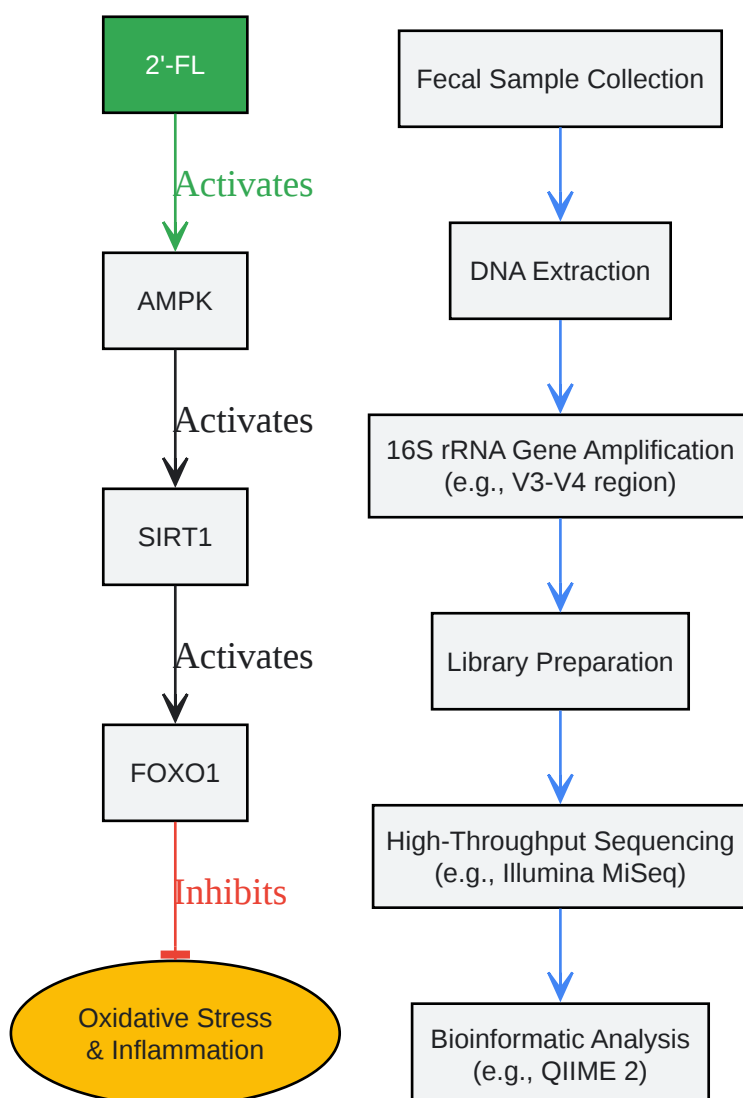 2'-FL
Activates
AMPK
Activates
SIRT1
Activates
FOXO1
Inhibits
Oxidative Stress
& Inflammation
Fecal Sample Collection
DNA Extraction
16S rRNA Gene Amplification
(e.g., V3-V4 region)
Library Preparation
High-Throughput Sequencing
(e.g., Illumina MiSeq)
Bioinformatic Analysis
(e.g., QIIME 2)